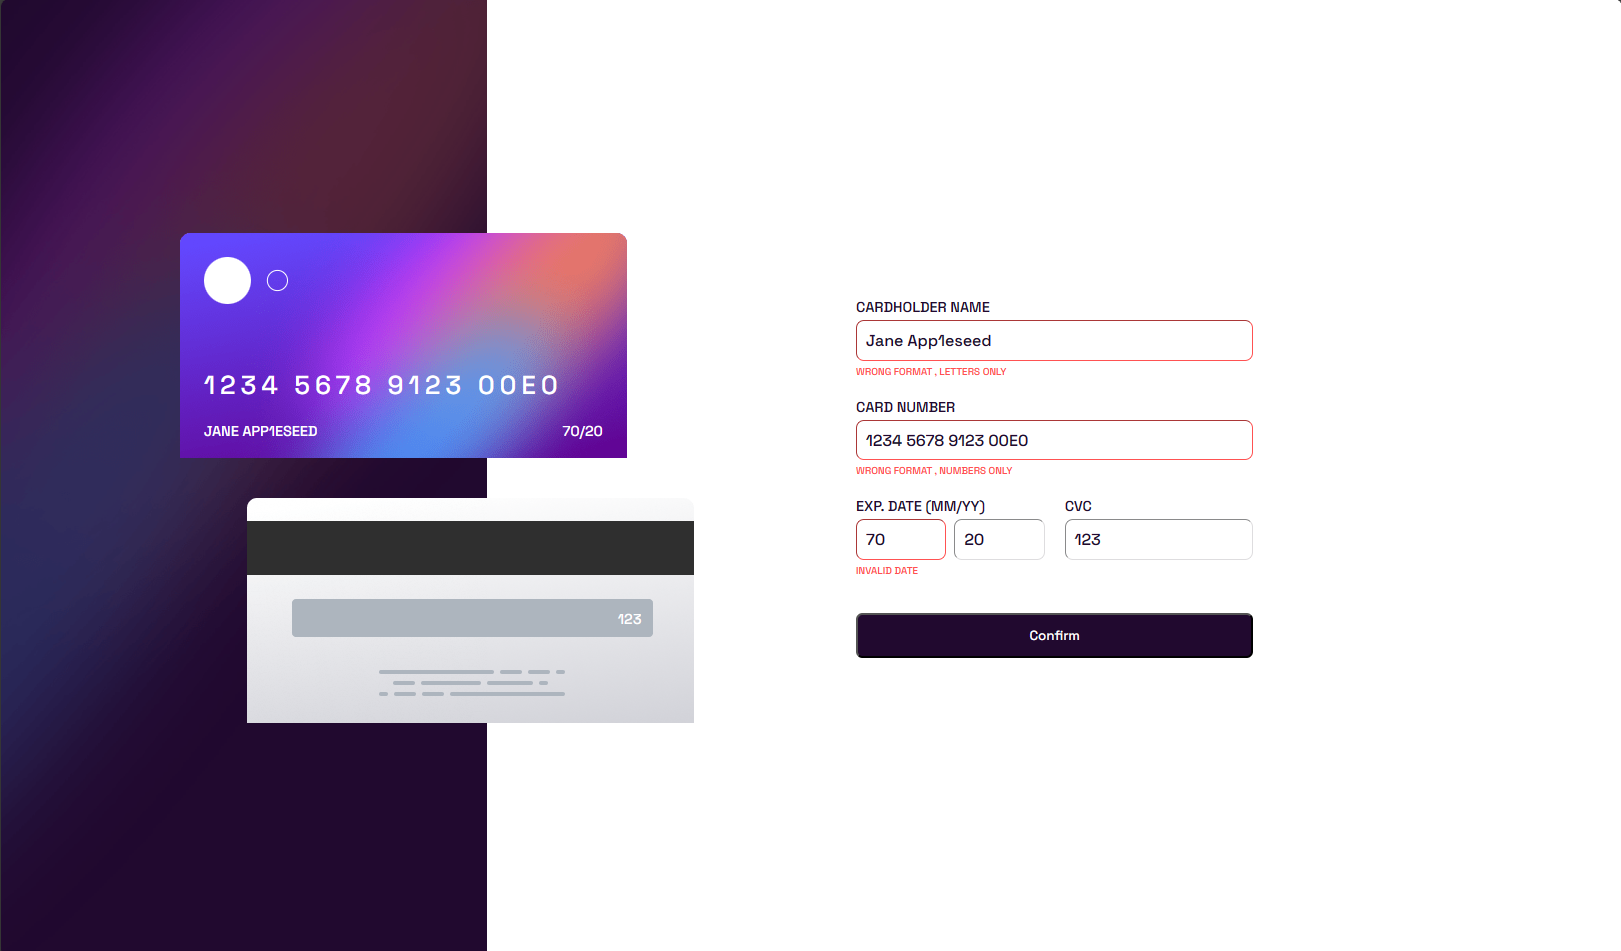 1234 5678 9123 00E0
JANE APP1ESEED 70/20
123
CARDHOLDER NAME
Jane App1eseed
WRONG FORMAT , LETTERS ONLY
CARD NUMBER
1234 5678 9123 00E0
WRONG FORMAT , NUMBERS ONLY
EXP. DATE (MM/YY) CVC
70 20 123
INVALID DATE
Confirm